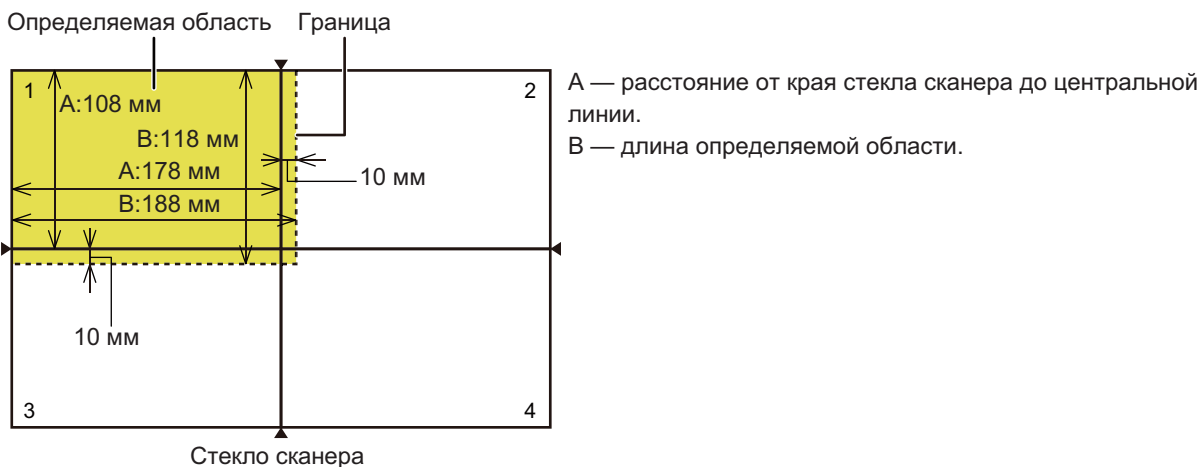 Определяемая область
Граница
1
2
A:108 мм
B:118 мм
A:178 мм
10 мм
B:188 мм
10 мм
3
4
Стекло сканера
A — расстояние от края стекла сканера до центральной
линии.
B — длина определяемой области.